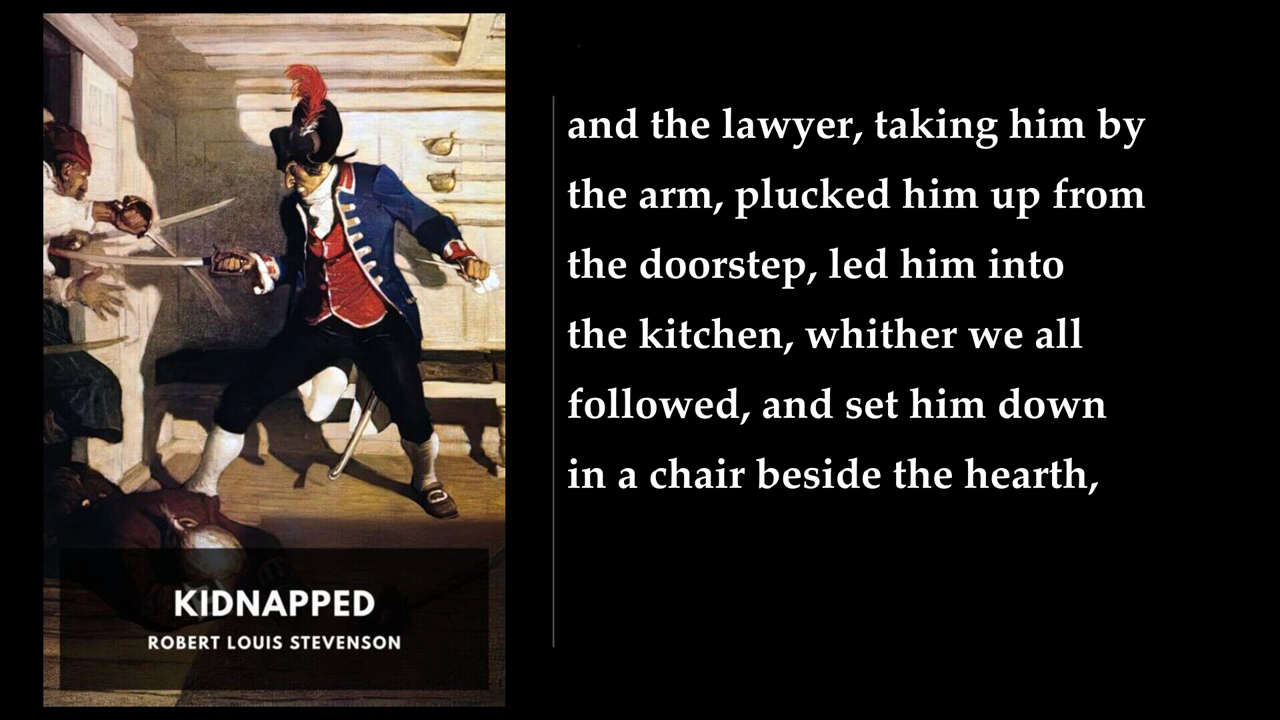 and the lawyer, taking him by
the arm, plucked him up from
the doorstep, led him into
the kitchen, whither we all
followed, and set him down
in a chair beside the hearth,
KIDNAPPED
ROBERT LOUIS STEVENSON